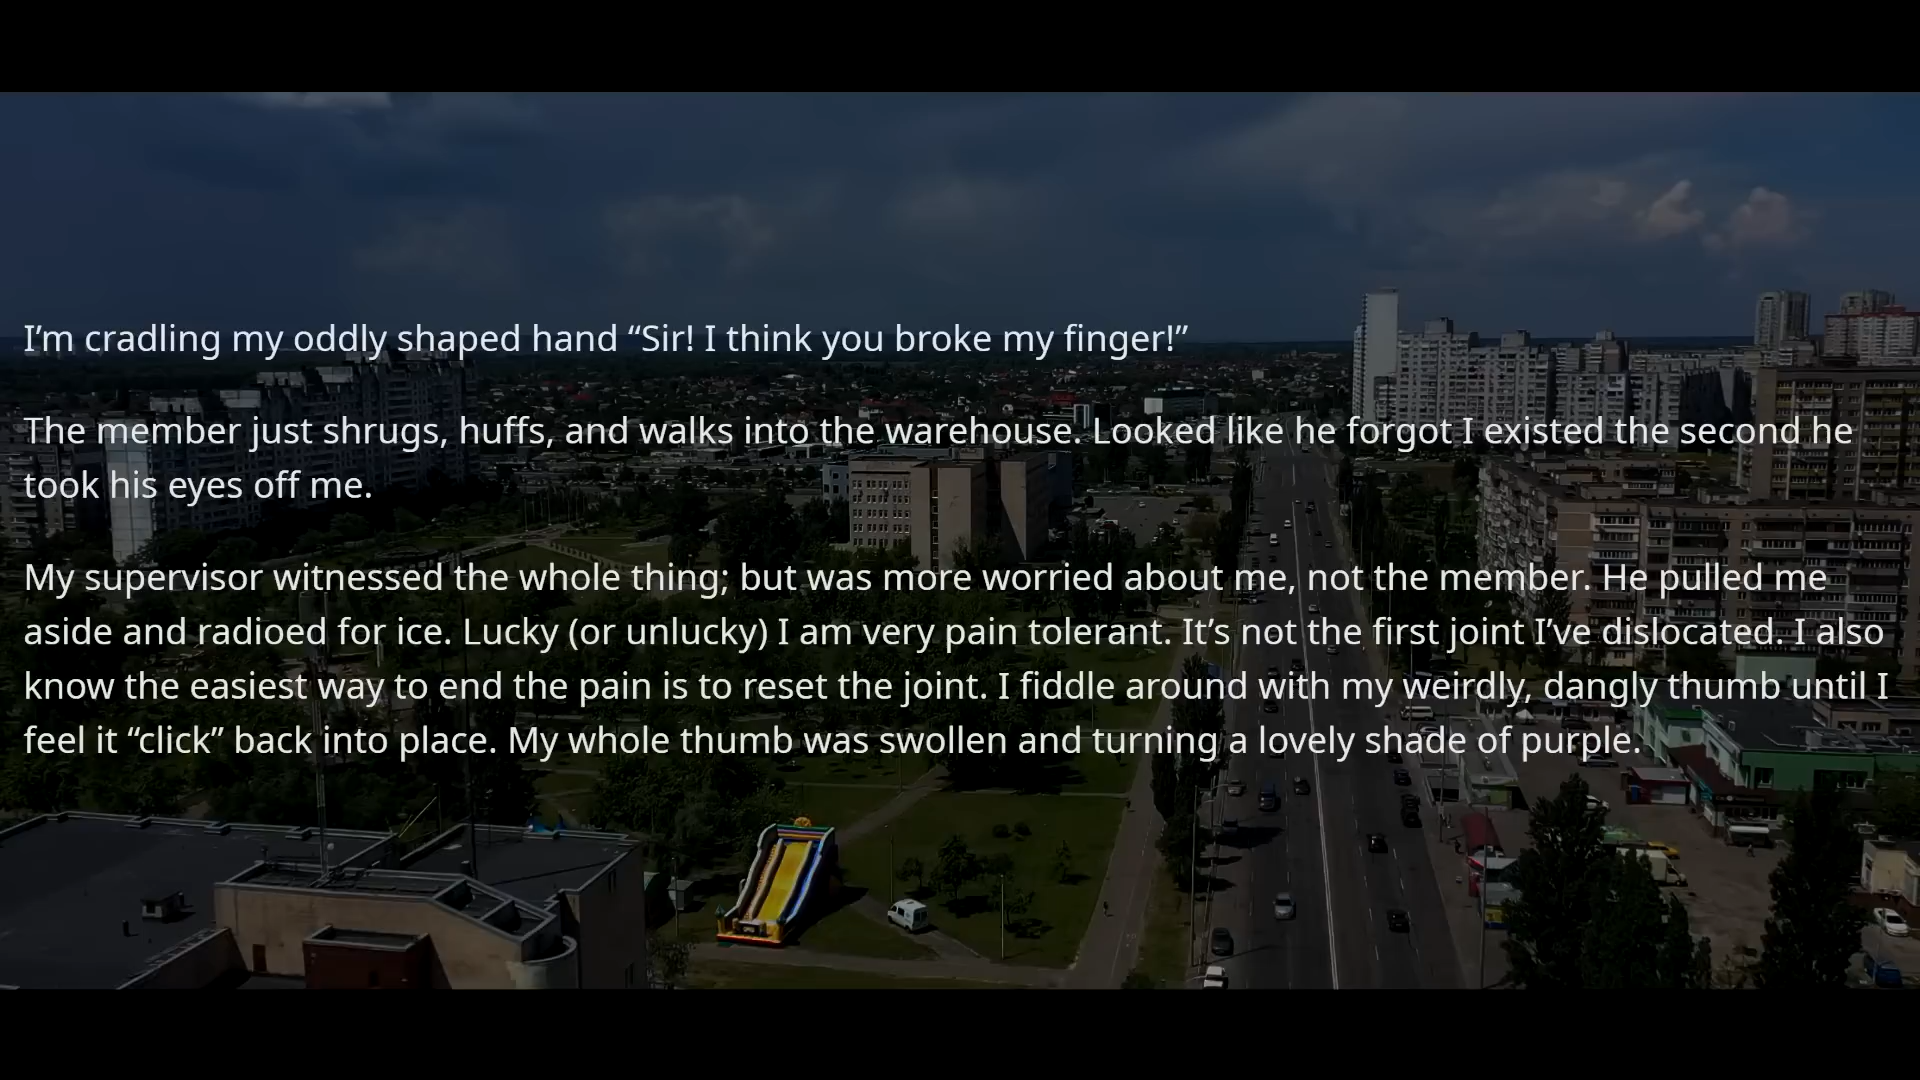 I’m cradling my oddly shaped hand “Sir! I think you broke my finger!”
The member just shrugs, huffs, and walks into the warehouse. Looked like he forgot I existed the second he
took his eyes off me.
My supervisor witnessed the whole thing; but was more worried about me, not the member. He pulled me
aside and radioed for ice. Lucky (or unlucky) I am very pain tolerant. It’s not the first joint I’ve dislocated. I also
know the easiest way to end the pain is to reset the joint. I fiddle around with my weirdly, dangly thumb until I
feel it “click” back into place. My whole thumb was swollen and turning a lovely shade of purple.